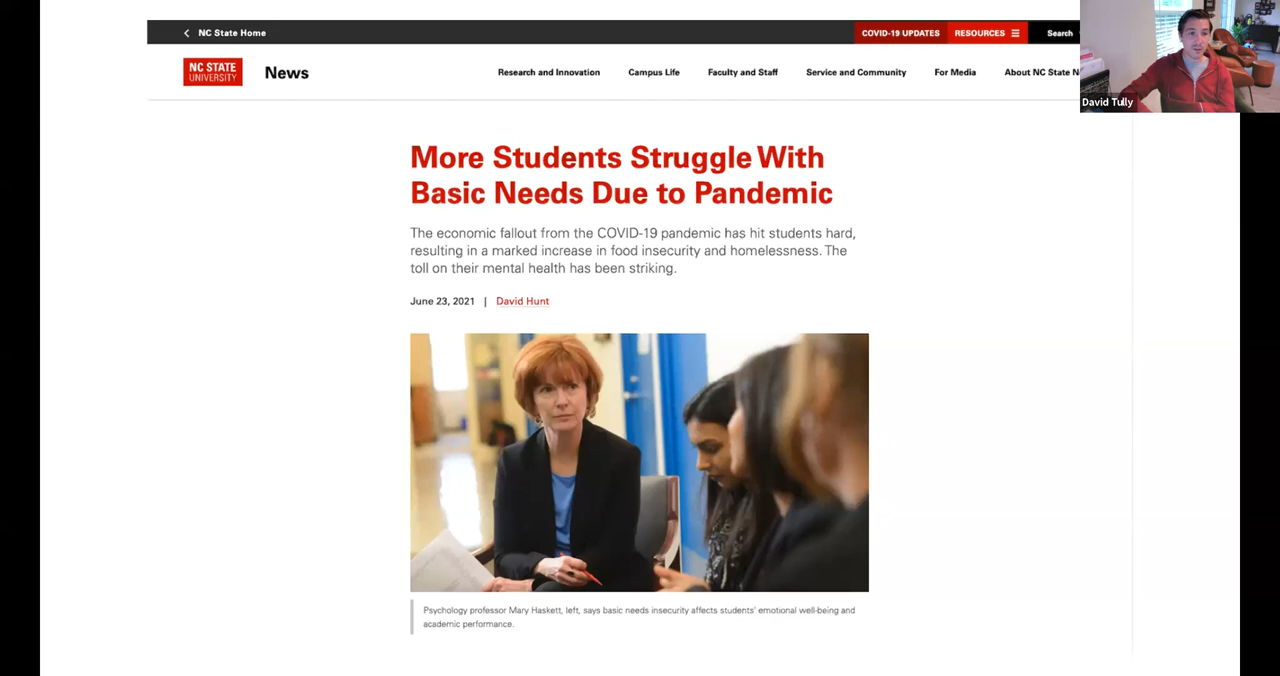 NC State Home
COVID-19 UPDATES
RESOURCES
Search
NC STATE
UNIVERSITY
News
Research and Innovation
Campus Life
Faculty and Staff
Service and Community
For Media
About NC State N
David Tully
More Students Struggle With
Basic Needs Due to Pandemic
The economic fallout from the COVID-19 pandemic has hit students hard,
resulting in a marked increase in food insecurity and homelessness. The
toll on their mental health has been striking.
June 23, 2021 | David Hunt
Psychology professor Mary Haskett, left, says basic needs insecurity affects students' emotional well-being and
academic performance.